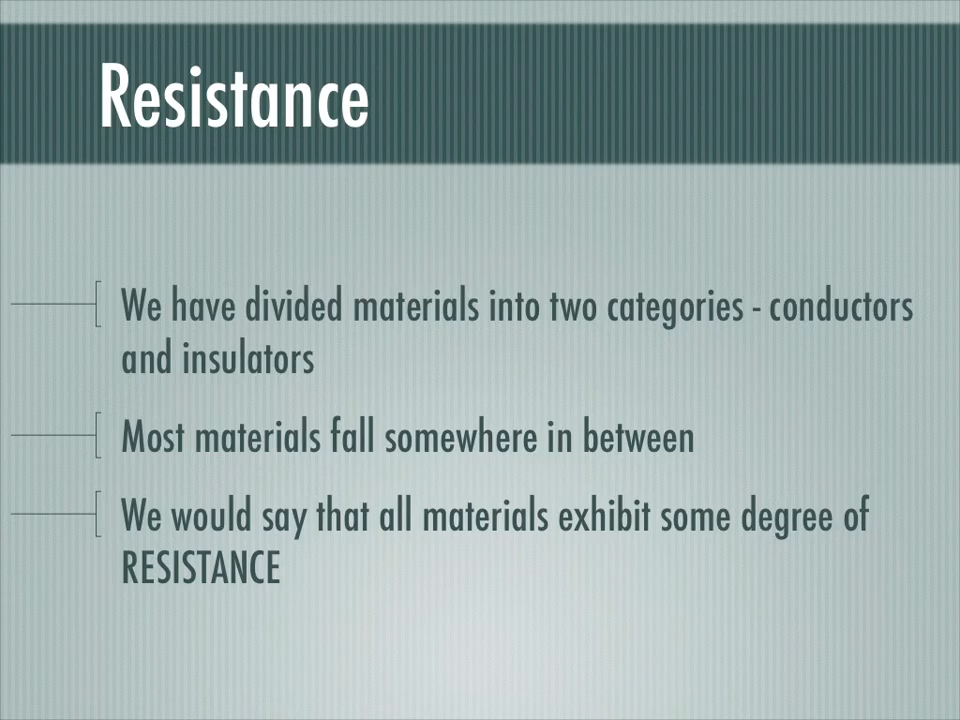 Resistance
We have divided materials into two categories - conductors
and insulators
Most materials fall somewhere in between
We would say that all materials exhibit some degree of
RESISTANCE